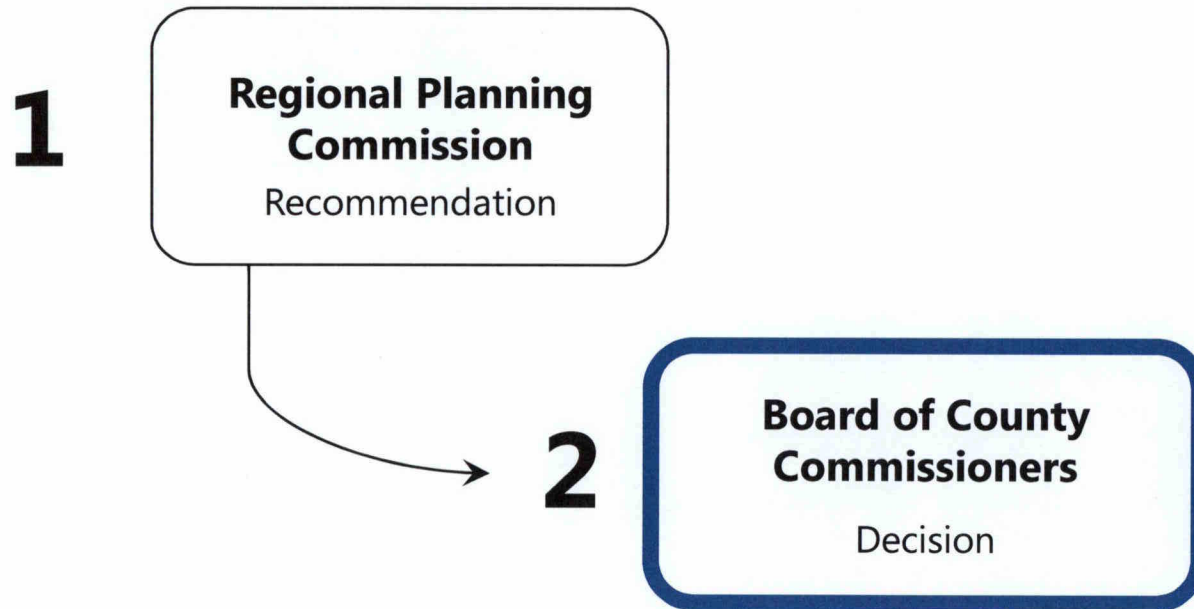 1
Regional Planning
Commission
Recommendation
2
Board of County
Commissioners
Decision